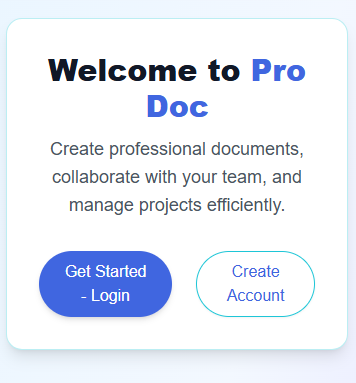 Welcome to Pro
Doc
Create professional documents,
collaborate with your team, and
manage projects efficiently.
Get Started
- Login
Create
Account